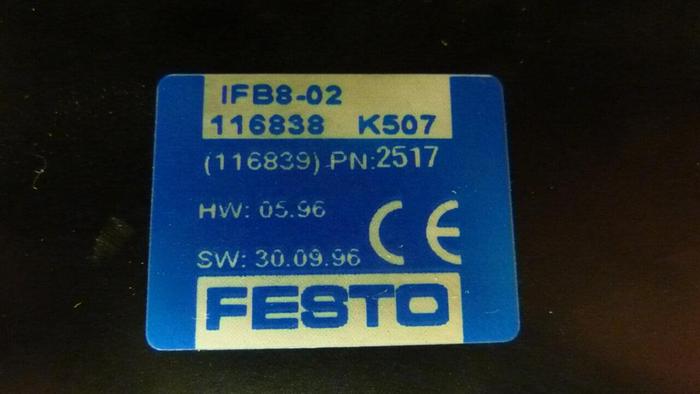 IFB8-02
116838 K507
(116839) PN:2517
HW: 05.96
SW: 30.09.96
CE
FESTO